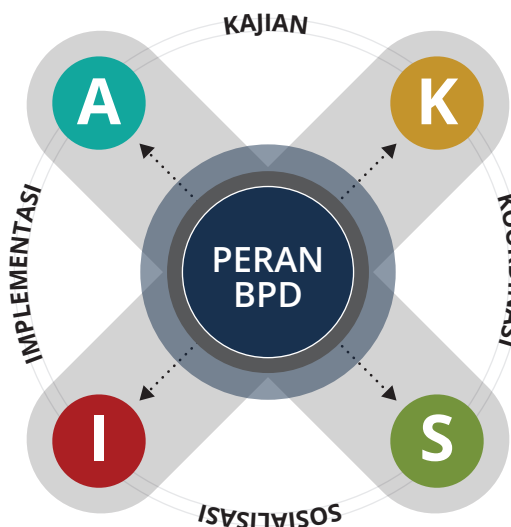 KAJIAN
A
K
IMPLEMENTASI
PERAN
BPD
I
S
SOSIALISASI